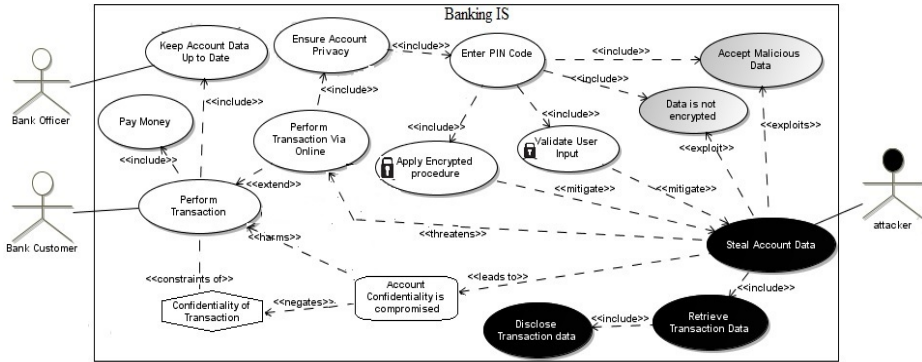 Banking IS
Keep Account Data
Up to Date
Ensure Account
Privacy
<<include>>
Enter PIN Code
<<include>>
Accept Malicious
Data
Bank Officer
<<include>>
<<include>>
<<include>>
Data is not
encrypted
Pay Money
Perform
Transaction Via
Online
<<include>>
<<include>>
<<exploits>>
<<include>>
Apply Encrypted
procedure
Validate User
Input
<<exploit>>
<<extend>>
<<mitigate>>
<<mitigate>>
Perform
Transaction
Bank Customer
attacker
<<harms>>
<<threatens>>
Steal Account Data
<<constraints of>>
<<leads to>>
Account
Confidentiality is
compromised
<<include>>
Confidentiality of
Transaction
<<negates>>
Disclose
Transaction data
<<include>>
Retrieve
Transaction Data